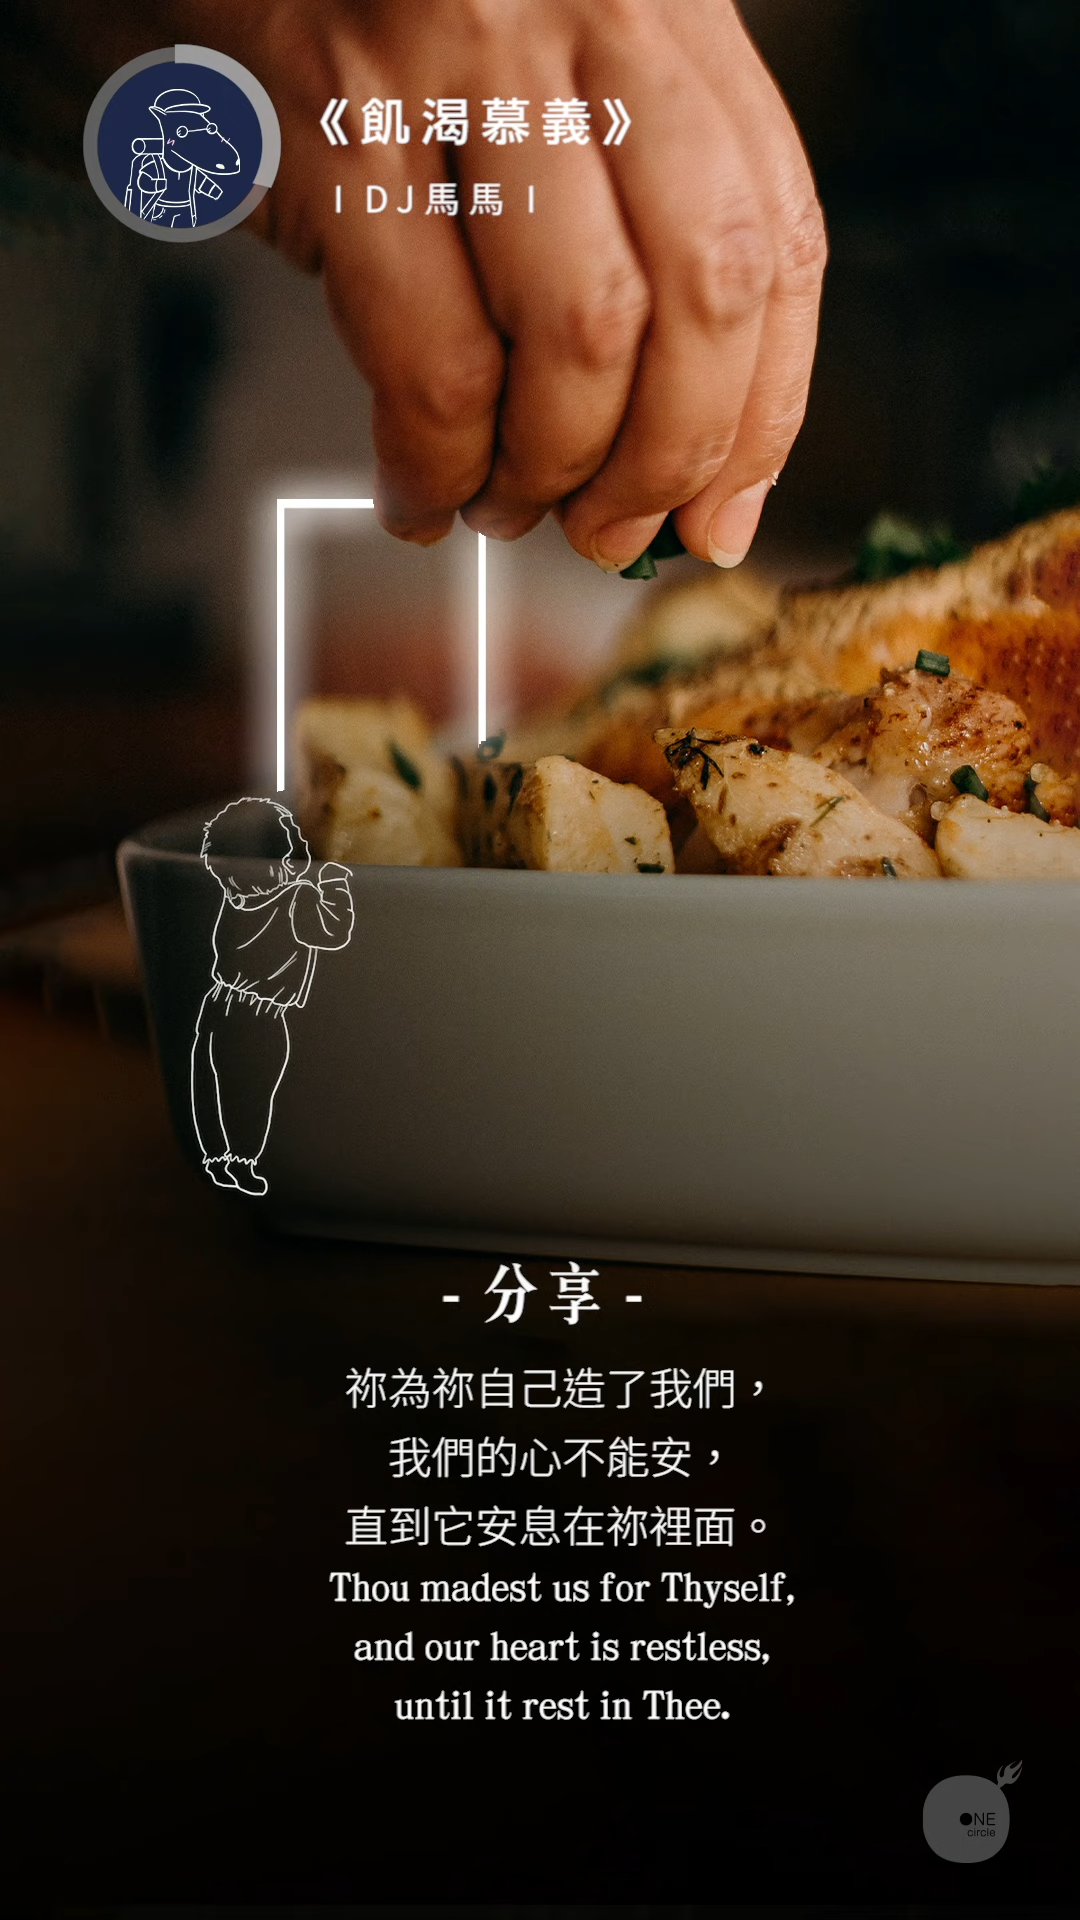 《飢渴慕義》
| DJ馬馬 |
- 分享 -
祢為祢自己造了我們，
我們的心不能安，
直到它安息在祢裡面。
Thou madest us for Thyself,
and our heart is restless,
until it rest in Thee.
ONE
circle